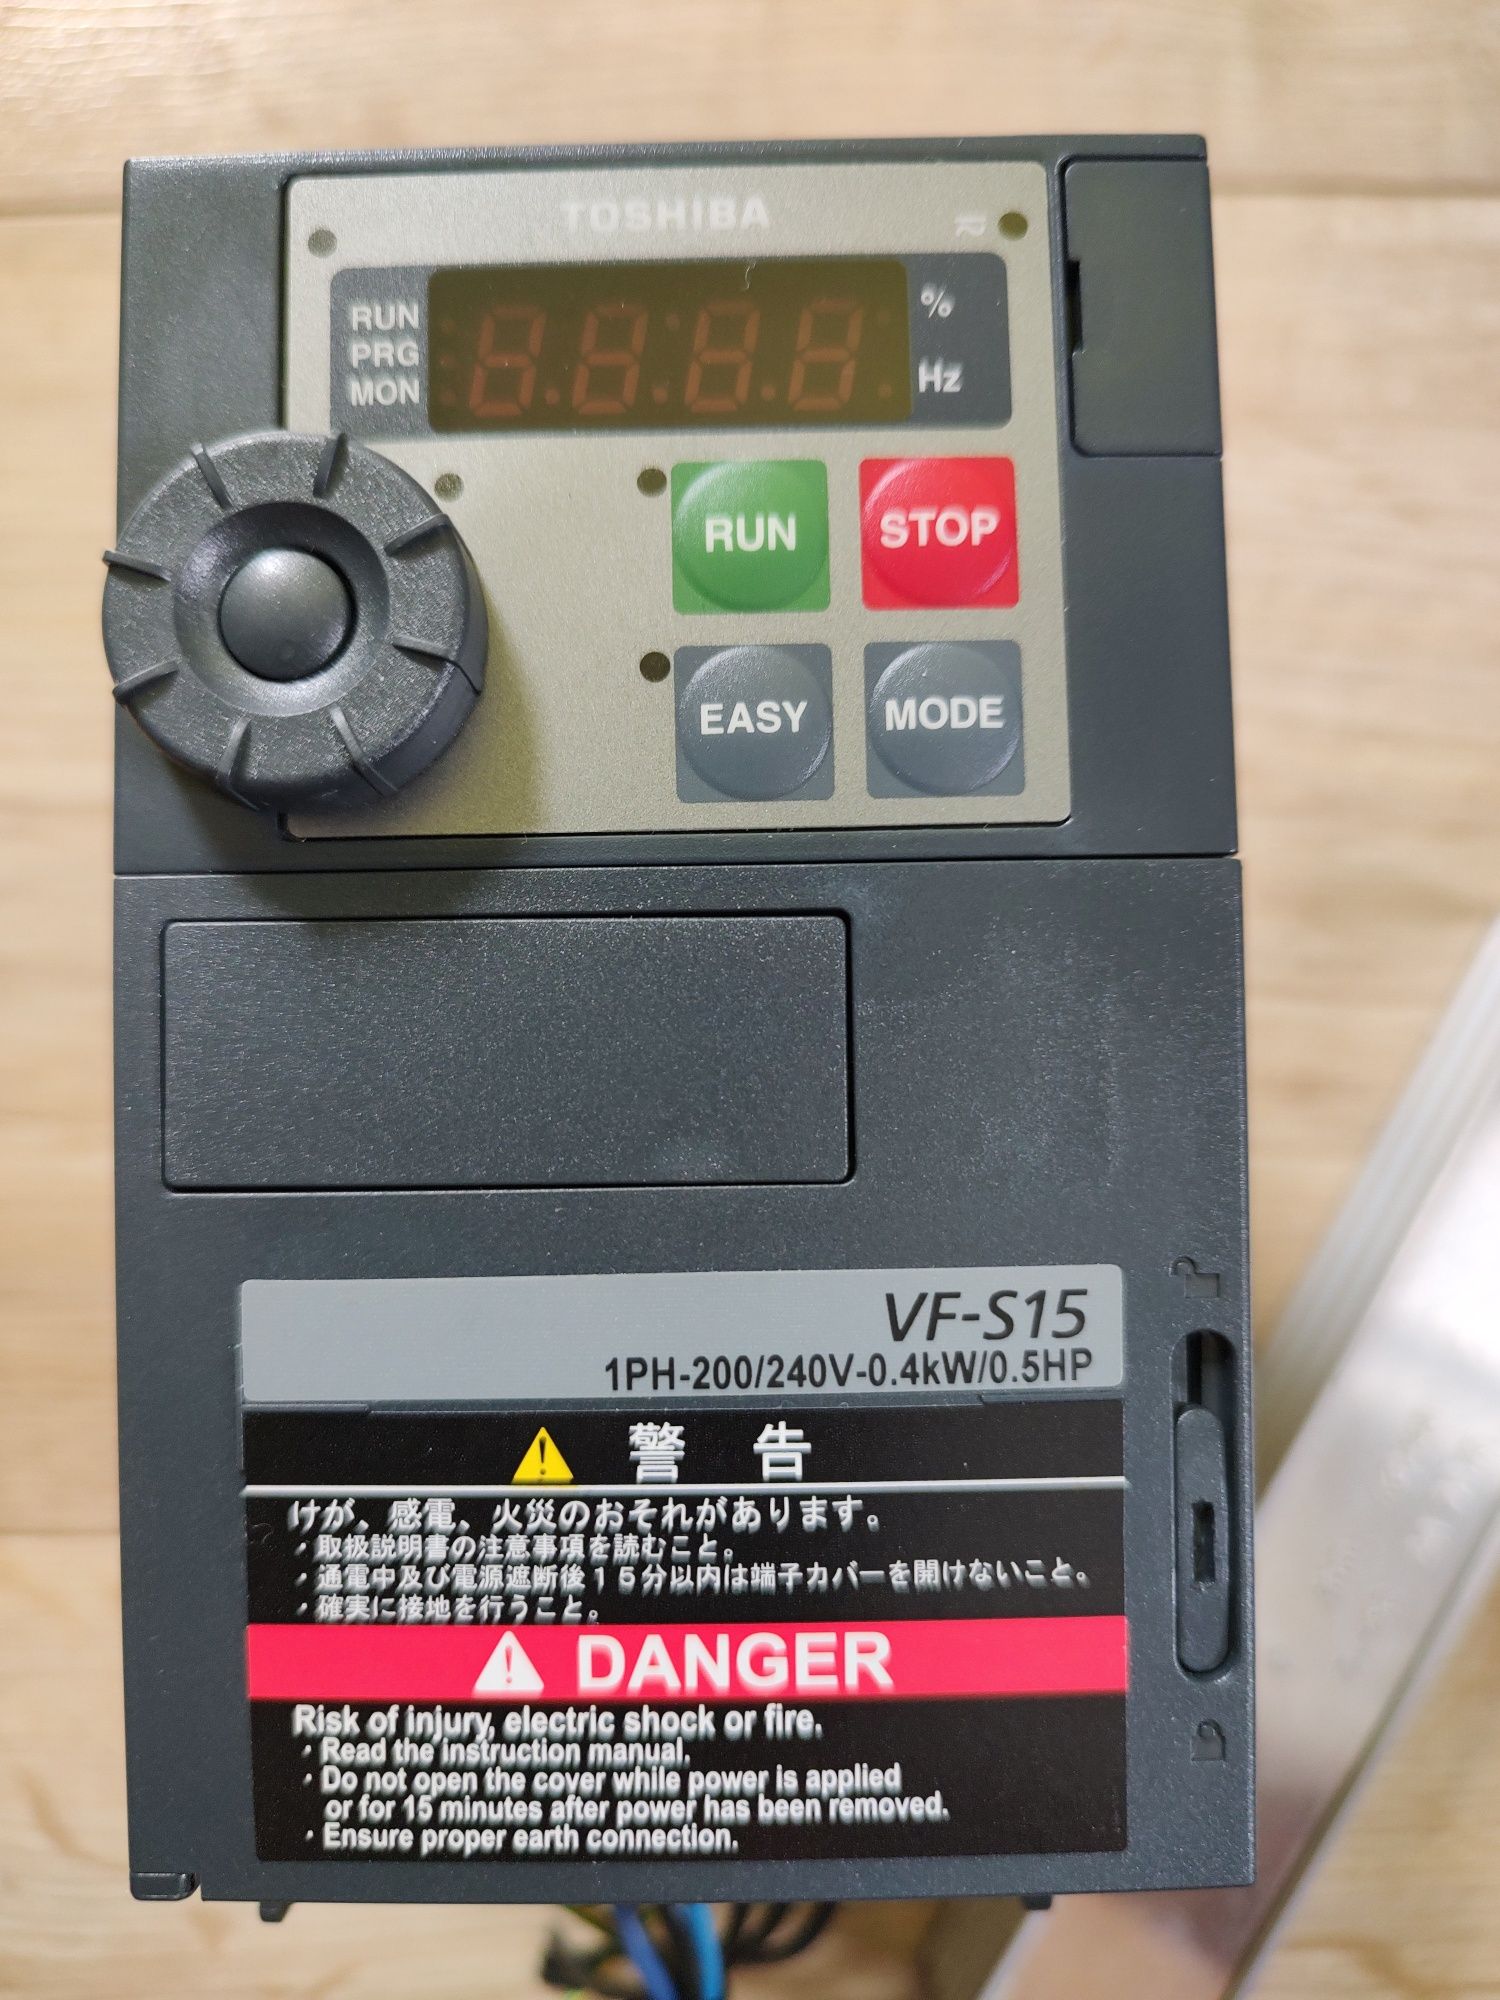 TOSHIBA
RUN
PRG
MON
%
Hz
RUN
STOP
EASY
MODE
VF-S15
1PH-200/240V-0.4kW/0.5HP
警 告
けが、感電、火災のおそれがあります。
・取扱説明書の注意事項を読むこと。
・通電中及び電源遮断後15分以内は端子カバーを開けないこと。
・確実に接地を行うこと。
DANGER
Risk of injury, electric shock or fire.
・Read the instruction manual.
・Do not open the cover while power is applied
or for 15 minutes after power has been removed.
・Ensure proper earth connection.